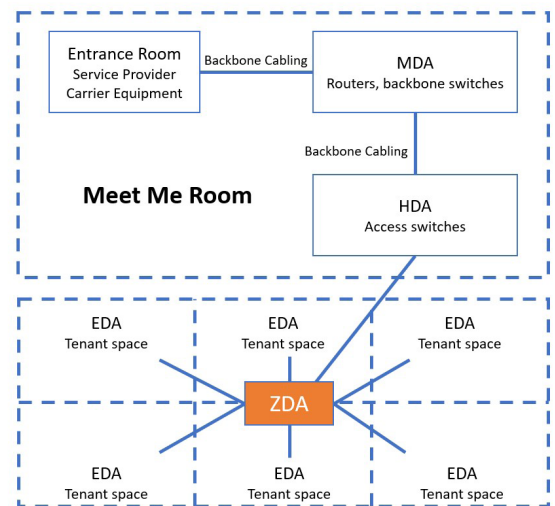 Entrance Room
Service Provider
Carrier Equipment
Backbone Cabling
MDA
Routers, backbone switches
Backbone Cabling
Meet Me Room
HDA
Access switches
EDA
Tenant space
EDA
Tenant space
EDA
Tenant space
ZDA
EDA
Tenant space
EDA
Tenant space
EDA
Tenant space